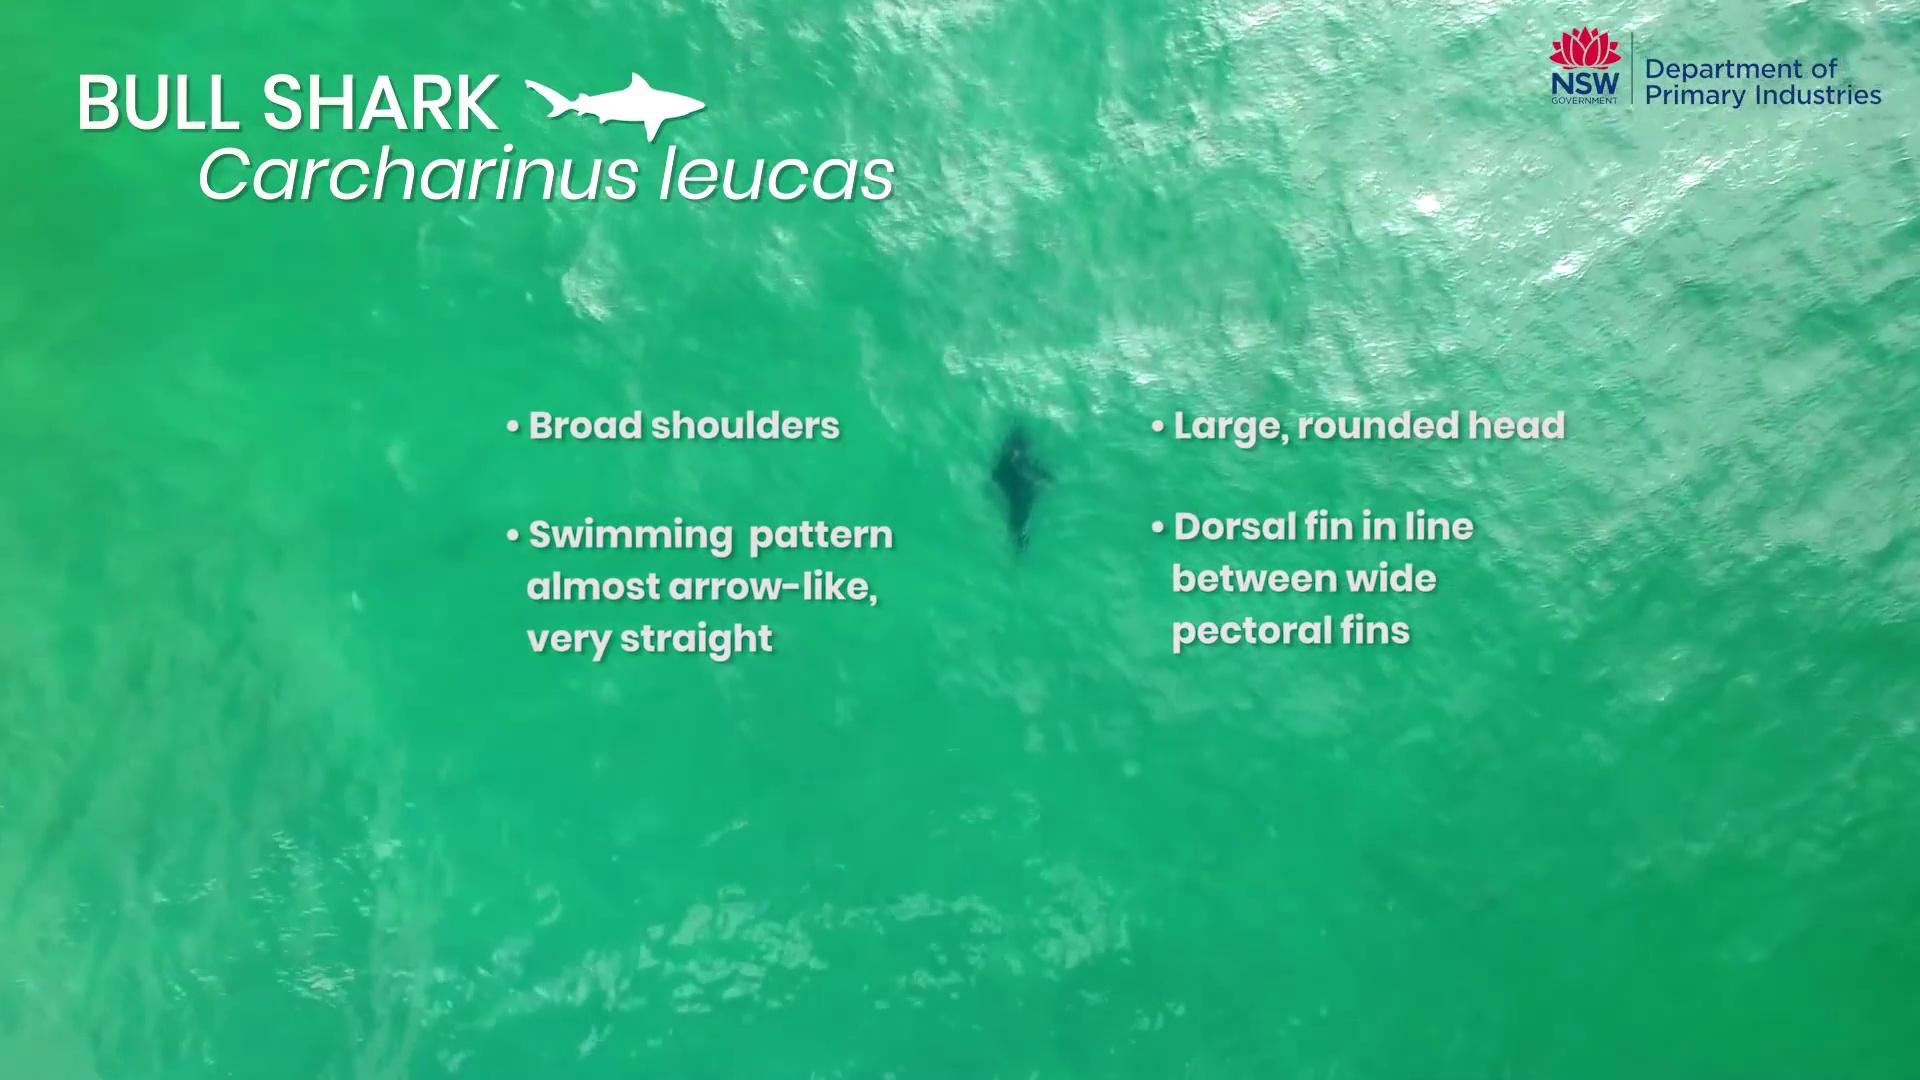 BULL SHARK
Carcharinus leucas
NSW
GOVERNMENT
Department of
Primary Industries
• Broad shoulders
• Swimming pattern
almost arrow-like,
very straight
• Large, rounded head
• Dorsal fin in line
between wide
pectoral fins